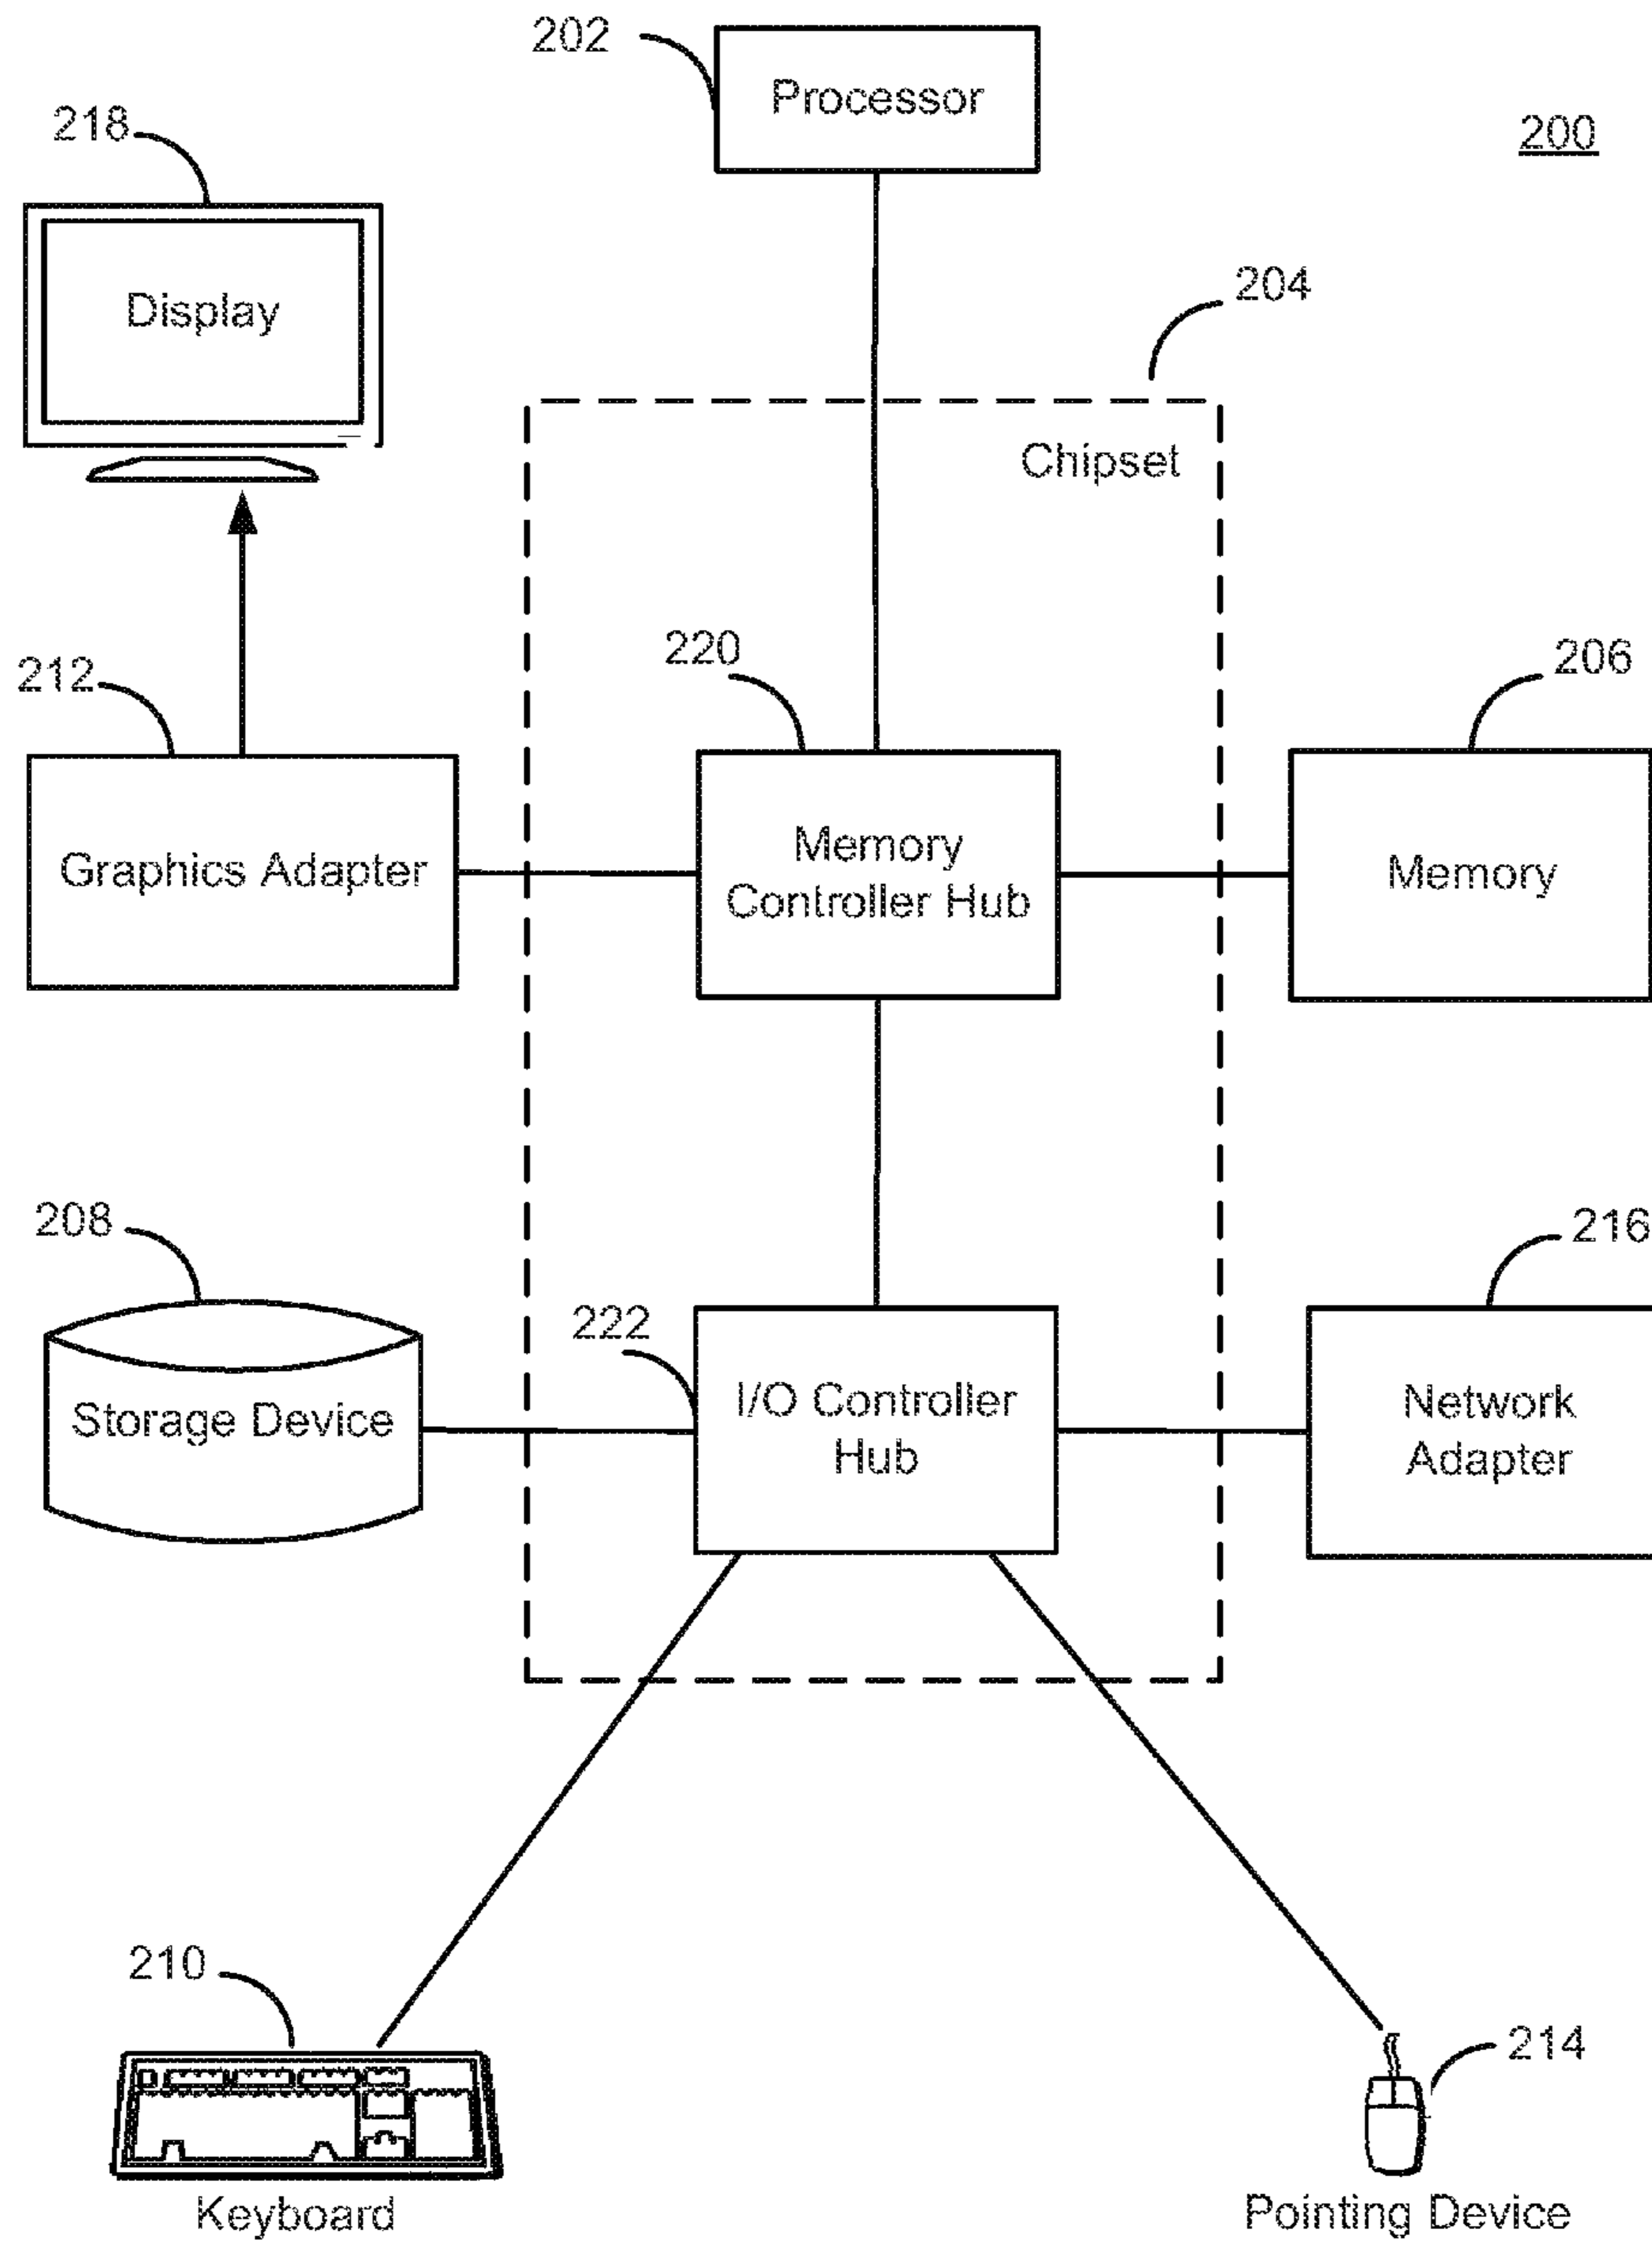 202
Processor
200
218
Display
204
Chipset
212
220
206
Graphics Adapter
Memory
Controller Hub
Memory
208
222
216
Storage Device
I/O Controller
Hub
Network
Adapter
210
214
Keyboard
Pointing Device